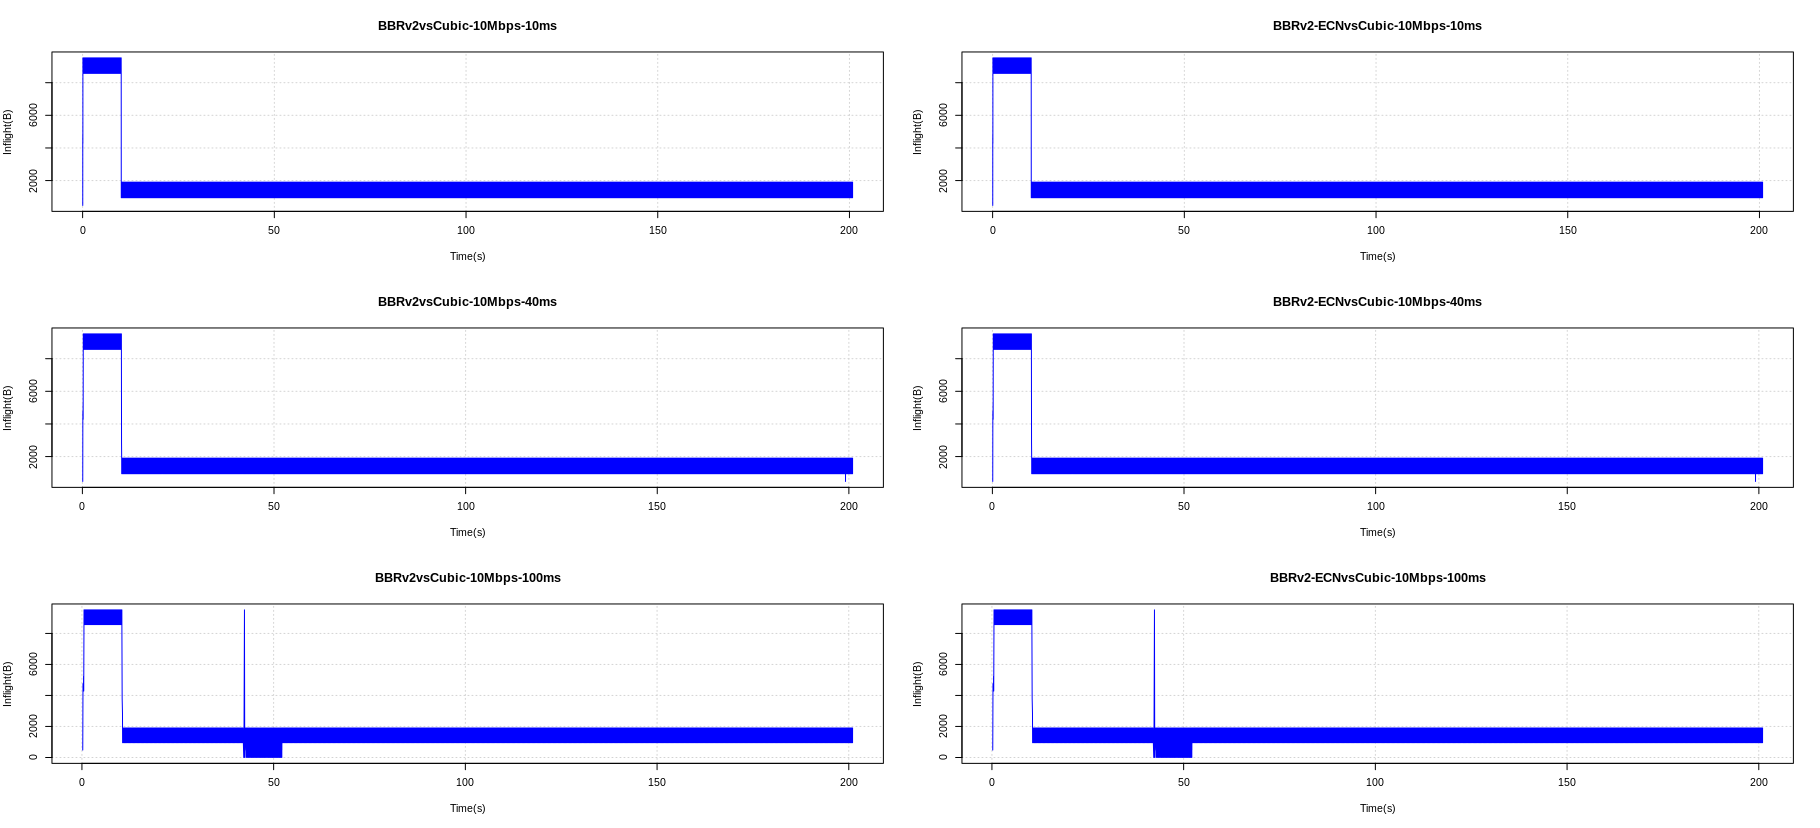 BBRv2vsCubic-10Mbps-10ms
Inflight(B)
6000
2000
0 50 100 150 200
Time(s)
BBRv2-ECNvsCubic-10Mbps-10ms
Inflight(B)
6000
2000
0 50 100 150 200
Time(s)
BBRv2vsCubic-10Mbps-40ms
Inflight(B)
6000
2000
0 50 100 150 200
Time(s)
BBRv2-ECNvsCubic-10Mbps-40ms
Inflight(B)
6000
2000
0 50 100 150 200
Time(s)
BBRv2vsCubic-10Mbps-100ms
Inflight(B)
6000
2000
0
0 50 100 150 200
Time(s)
BBRv2-ECNvsCubic-10Mbps-100ms
Inflight(B)
6000
2000
0
0 50 100 150 200
Time(s)